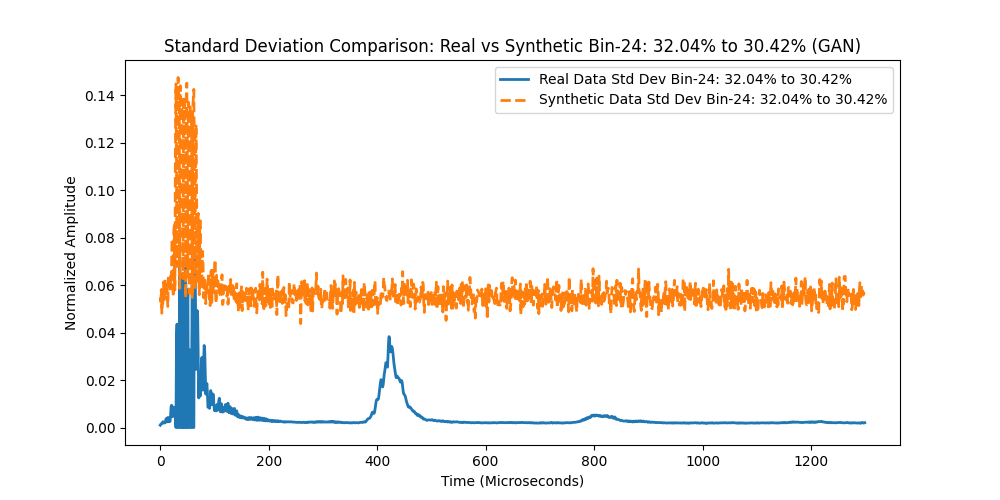 Standard Deviation Comparison: Real vs Synthetic Bin-24: 32.04% to 30.42% (GAN)
Real Data Std Dev Bin-24: 32.04% to 30.42%
Synthetic Data Std Dev Bin-24: 32.04% to 30.42%
Normalized Amplitude
0.14
0.12
0.10
0.08
0.06
0.04
0.02
0.00
0 200 400 600 800 1000 1200
Time (Microseconds)